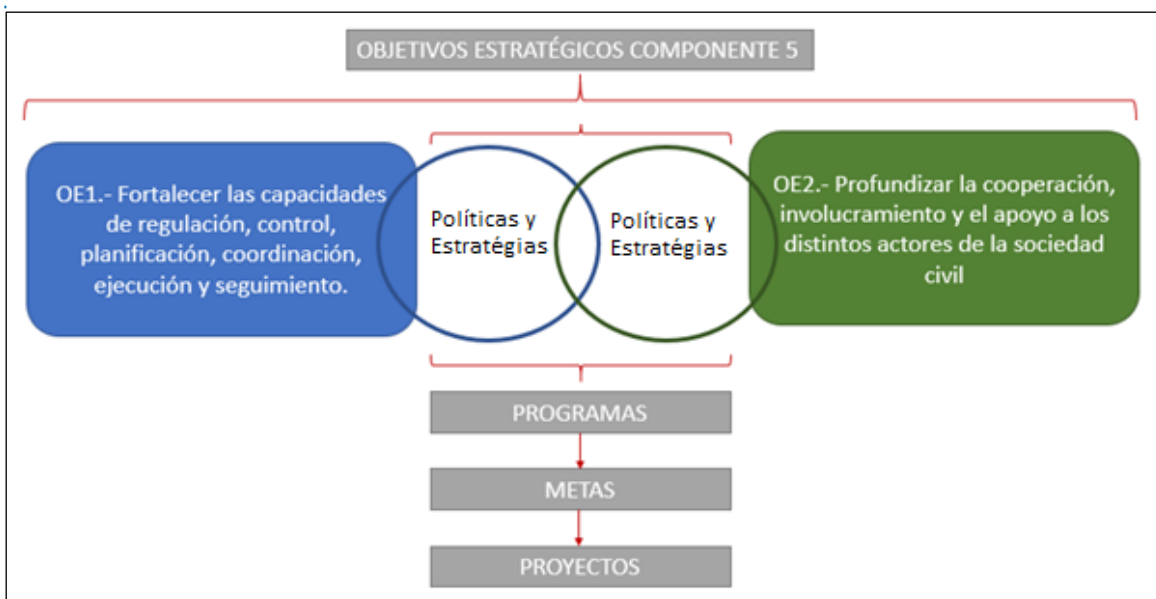 OBJETIVOS ESTRATÉGICOS COMPONENTE 5
OE1.- Fortalecer las capacidades
de regulación, control,
planificación, coordinación,
ejecución y seguimiento.
Políticas y
Estratégias
Políticas y
Estratégias
OE2.- Profundizar la cooperación,
involucramiento y el apoyo a los
distintos actores de la sociedad
civil
PROGRAMAS
METAS
PROYECTOS